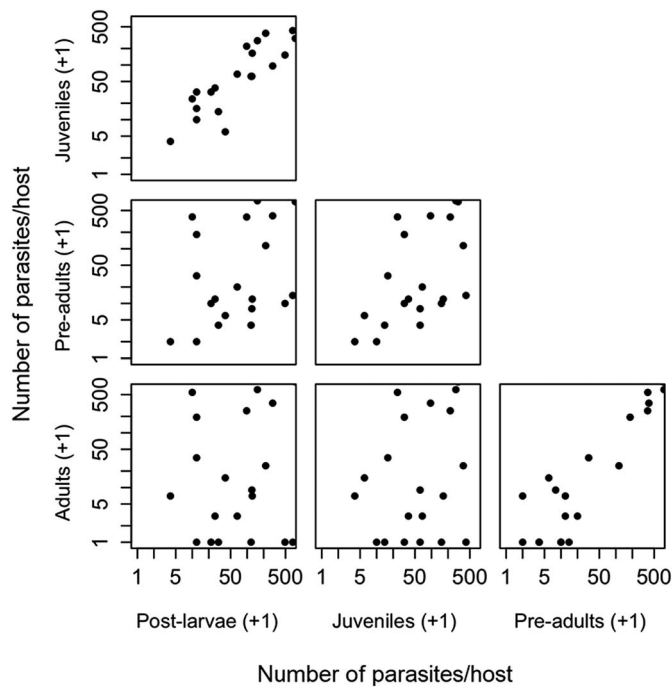 Number of parasites/host
Juveniles (+1)
500
50
5
1
Pre-adults (+1)
500
50
5
1
Adults (+1)
500
50
5
1
1 5 50 500 1 5 50 500 1 5 50 500
Post-larvae (+1) Juveniles (+1) Pre-adults (+1)
Number of parasites/host